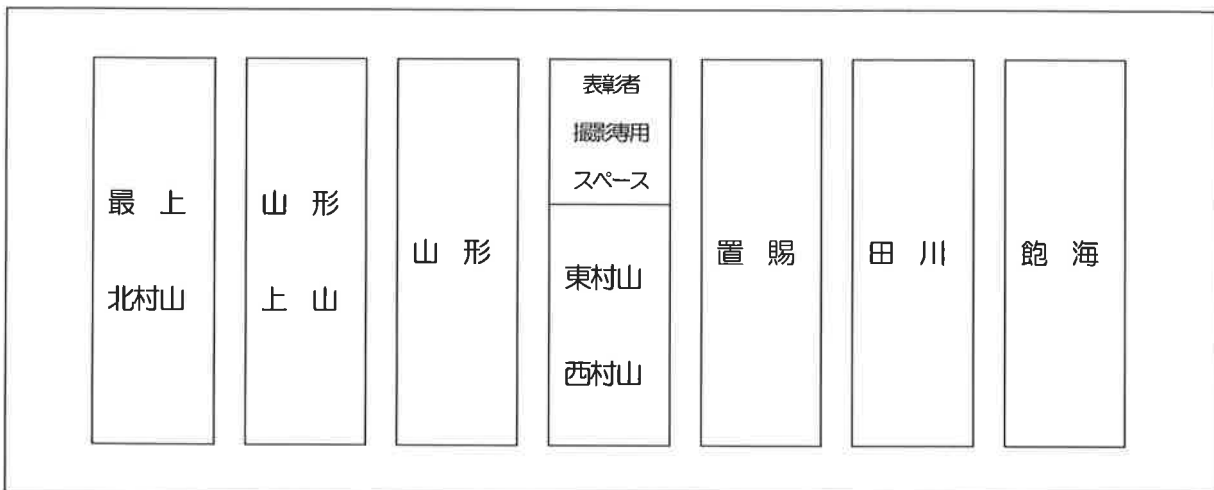 最 上
北村山
山 形
上 山
山 形
表彰者
撮影専用
スペース
東村山
西村山
置 賜
田 川
飽 海